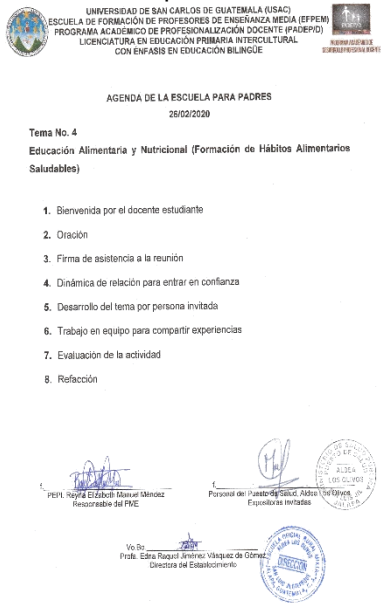 UNIVERSIDAD DE SAN CARLOS DE GUATEMALA (USAC)
ESCUELA DE FORMACIÓN DE PROFESORES DE ENSEÑANZA MEDIA (EFPEM)
PROGRAMA ACADÉMICO DE PROFESIONALIZACIÓN DOCENTE (PADEP/D)
LICENCIATURA EN EDUCACIÓN PRIMARIA INTERCULTURAL
CON ENFASIS EN EDUCACIÓN BILINGÜE
AGENDA DE LA ESCUELA PARA PADRES
26/02/2020
Tema No. 4
Educación Alimentaria y Nutricional (Formación de Hábitos Alimentarios
Saludables)
1. Bienvenida por el docente estudiante
2. Oración
3. Firma de asistencia a la reunión
4. Dinámica de relación para entrar en confianza
5. Desarrollo del tema por persona invitada
6. Trabajo en equipo para compartir experiencias
7. Evaluación de la actividad
8. Refacción
f.
PEPI. Reyna Elizabeth Manuel Méndez
Responsable del PME
f.
Personal del Puesto de Salud, Aldea Los Olivos
Expositoras invitadas
ALDEA
LOS OLIVOS
Vo.Bo
Profa. Edna Raquel Jiménez Vásquez de Gómez
Directora del Establecimiento
DIRECCIÓN